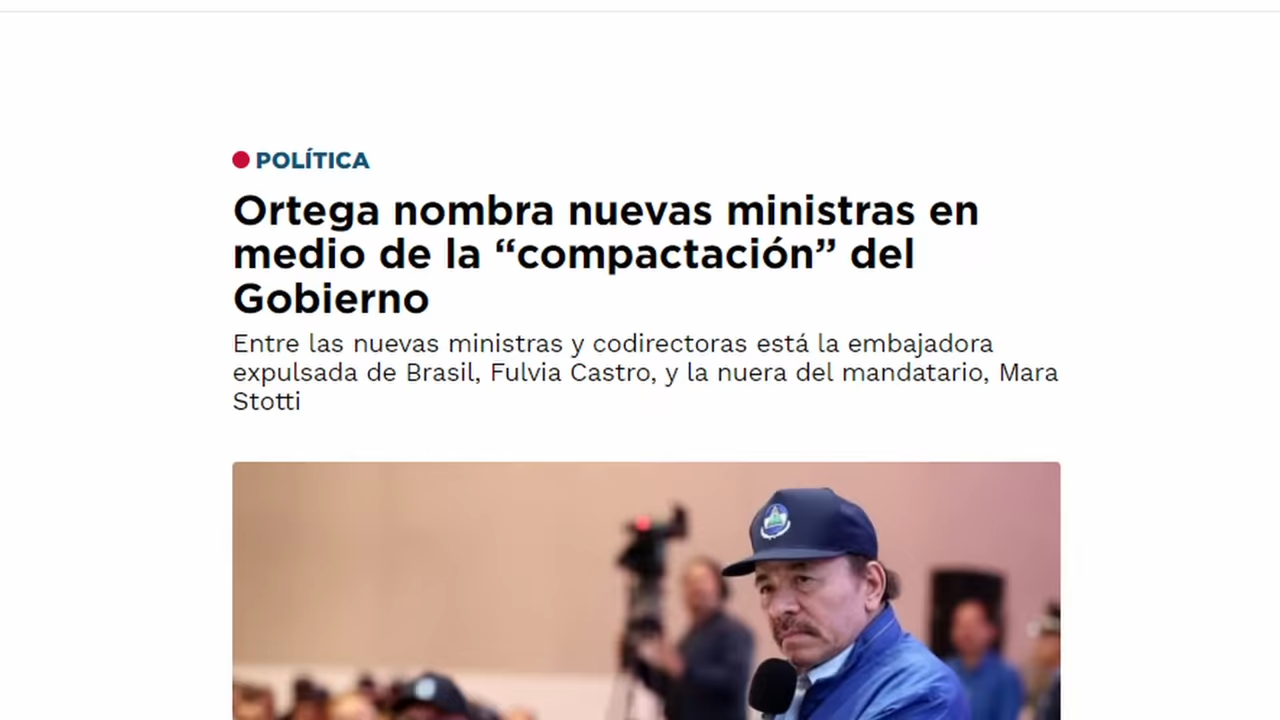 POLÍTICA
Ortega nombra nuevas ministras en
medio de la “compactación” del
Gobierno
Entre las nuevas ministras y codirectoras está la embajadora
expulsada de Brasil, Fulvia Castro, y la nuera del mandatario, Mara
Stotti